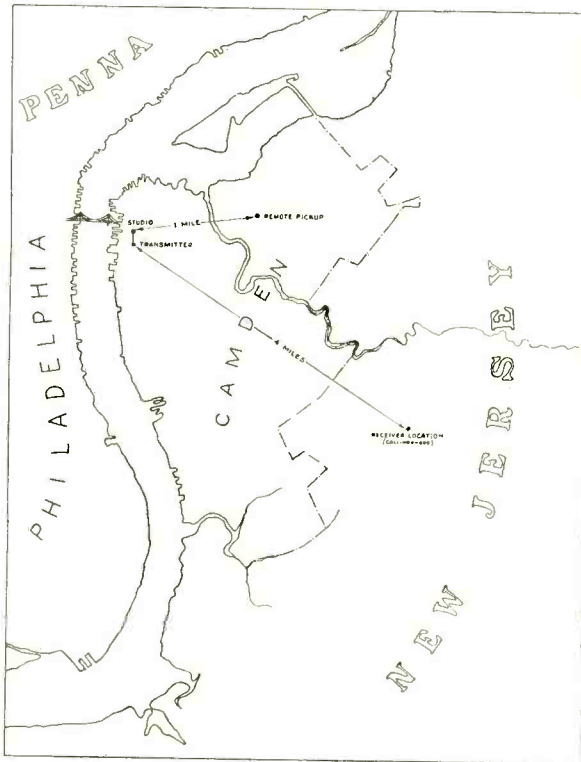 PENNA
PHILADELPHIA
STUDIO
1 MILE
REMOTE PICKUP
TRANSMITTER
CAMDEN
4 MILES
RECEIVER LOCATION
NEW JERSEY